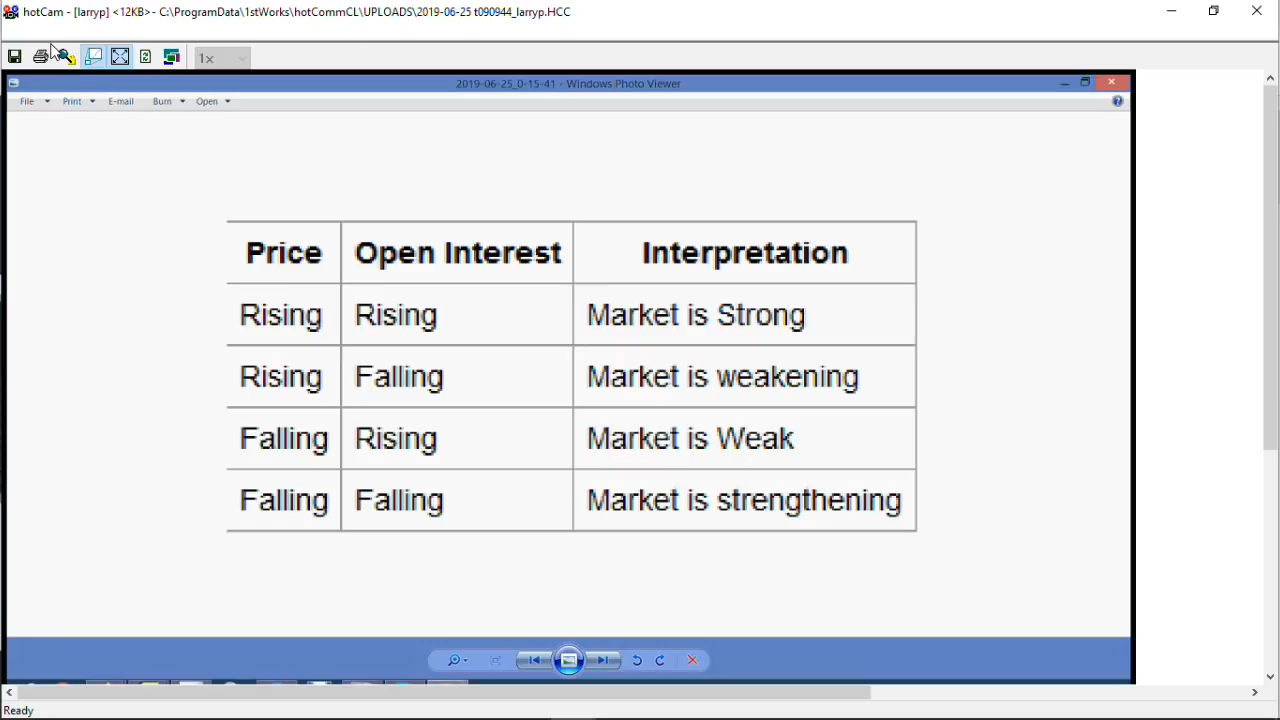 hotCam - [larryp] <12KB>- C:\ProgramData\1stWorks\hotCommCL\UPLOADS\2019-06-25 t090944_larryp.HCC
1x
2019-06-25_0-15-41 - Windows Photo Viewer
File Print E-mail Burn Open
Price Open Interest Interpretation
Rising Rising Market is Strong
Rising Falling Market is weakening
Falling Rising Market is Weak
Falling Falling Market is strengthening
Ready